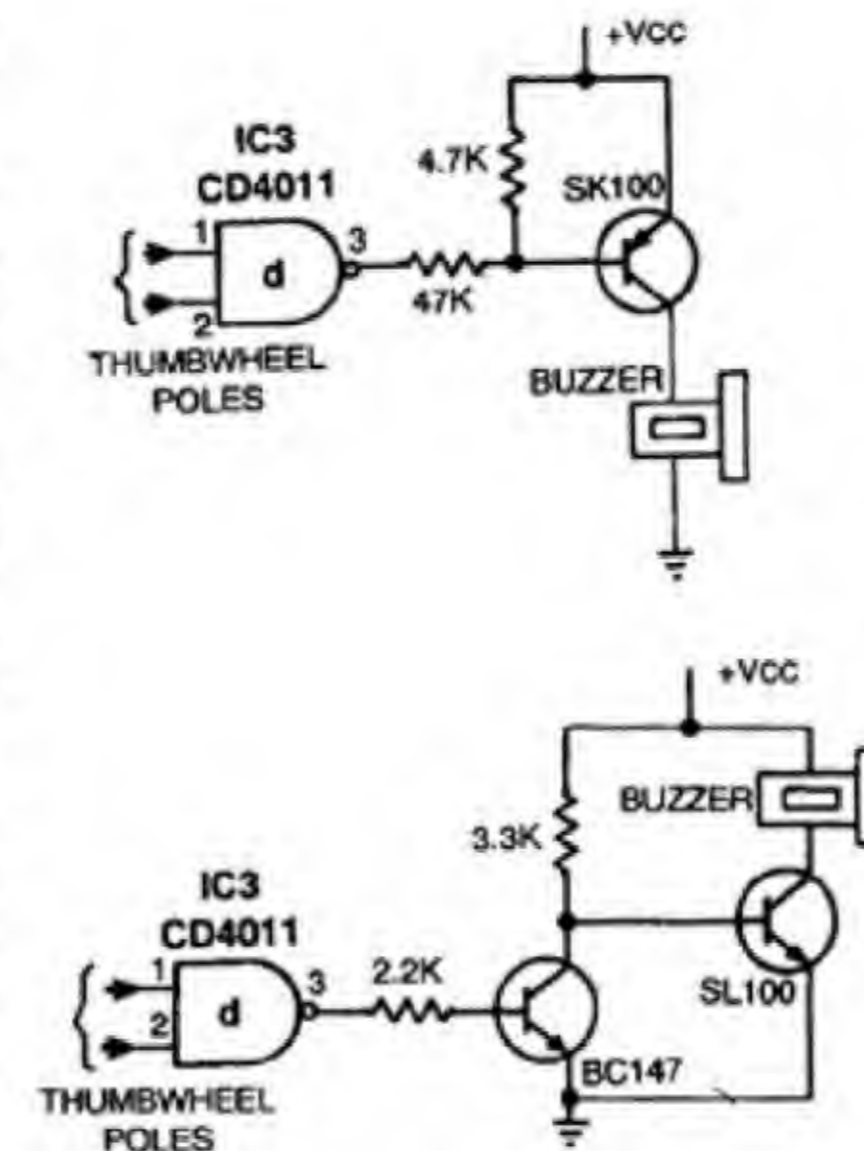 +VCC
IC3
CD4011
4.7K
SK100
1
3
d
47K
2
THUMBWHEEL
POLES
BUZZER
+VCC
BUZZER
3.3K
IC3
CD4011
1
3
2.2K
2
d
SL100
BC147
THUMBWHEEL
POLES